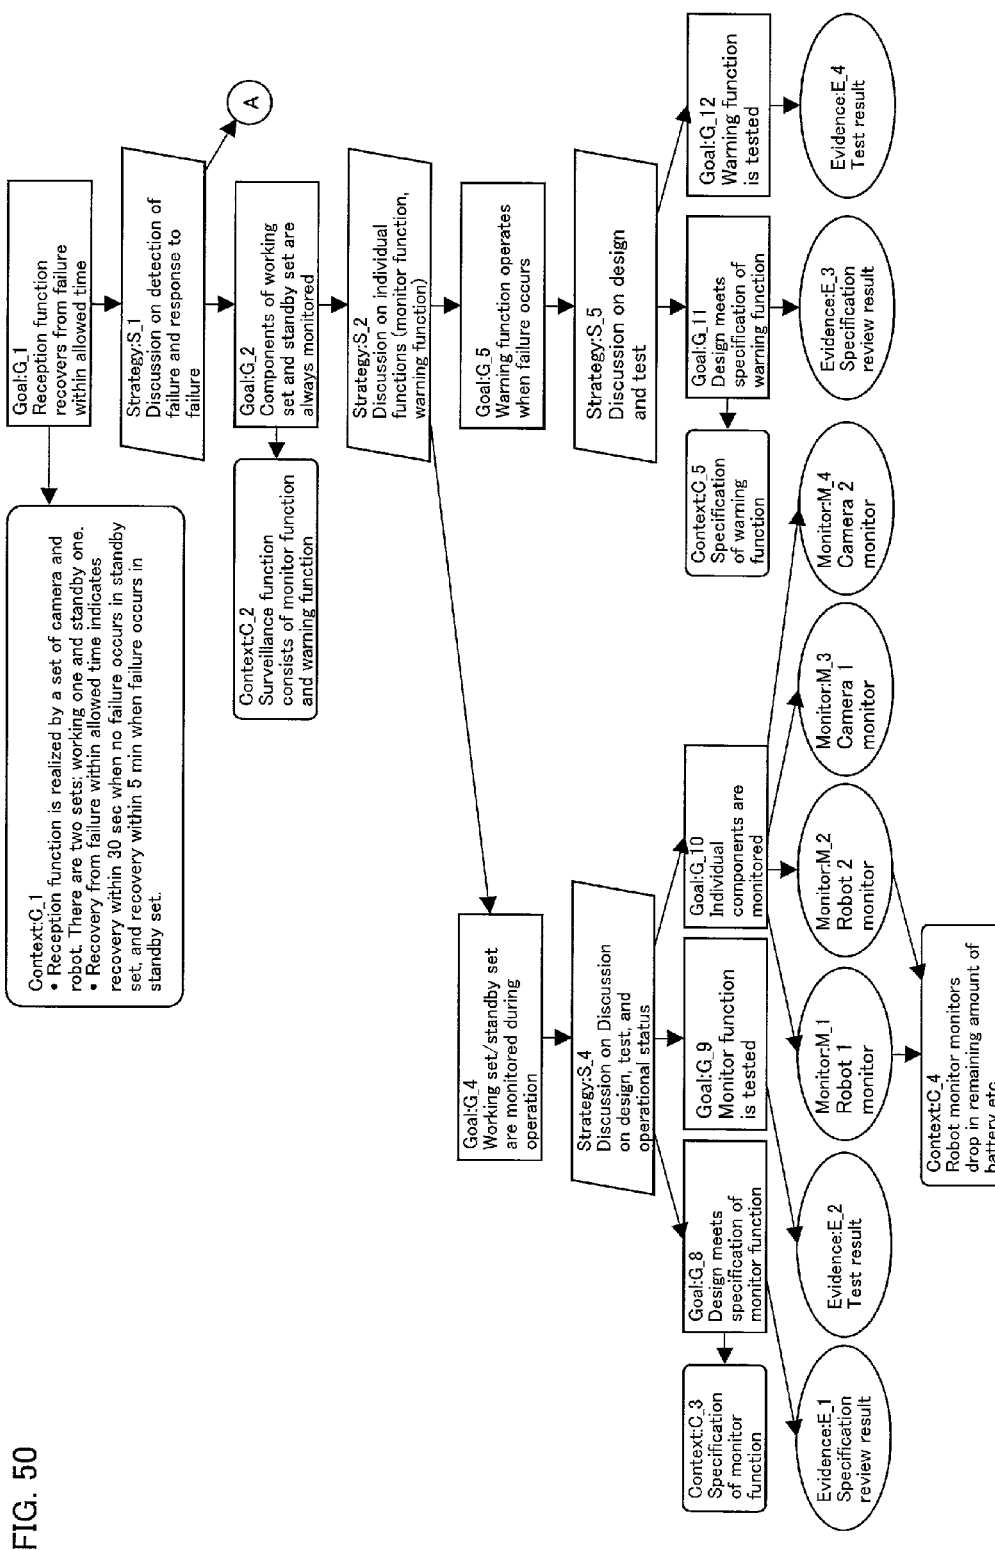 FIG. 50
Goal:G_1
Reception function
recovers from failure
within allowed time
Context:C_1
• Reception function is realized by a set of camera and
robot. There are two sets: working one and standby one.
• Recovery from failure within allowed time indicates
recovery within 30 sec when no failure occurs in standby
set, and recovery within 5 min when failure occurs in
standby set.
Strategy:S_1
Discussion on detection of
failure and response to
failure
A
Goal:G_2
Components of working
set and standby set are
always monitored
Context:C_2
Surveillance function
consists of monitor function
and warning function
Strategy:S_2
Discussion on individual
functions (monitor function,
warning function)
Goal:G_4
Working set/standby set
are monitored during
operation
Goal:G_5
Warning function operates
when failure occurs
Strategy:S_4
Discussion on Discussion
on design, test, and
operational status
Strategy:S_5
Discussion on design
and test
Context:C_3
Specification
of monitor
function
Goal:G_8
Design meets
specification of
monitor function
Goal:G_9
Monitor function
is tested
Goal:G_10
Individual
components are
monitored
Context:C_5
Specification
of warning
function
Goal:G_11
Design meets
specification of
warning function
Goal:G_12
Warning function
is tested
Evidence:E_1
Specification
review result
Evidence:E_2
Test result
Monitor:M_1
Robot 1
monitor
Monitor:M_2
Robot 2
monitor
Monitor:M_3
Camera 1
monitor
Monitor:M_4
Camera 2
monitor
Evidence:E_3
Specification
review result
Evidence:E_4
Test result
Context:C_4
Robot monitor monitors
drop in remaining amount of
battery etc